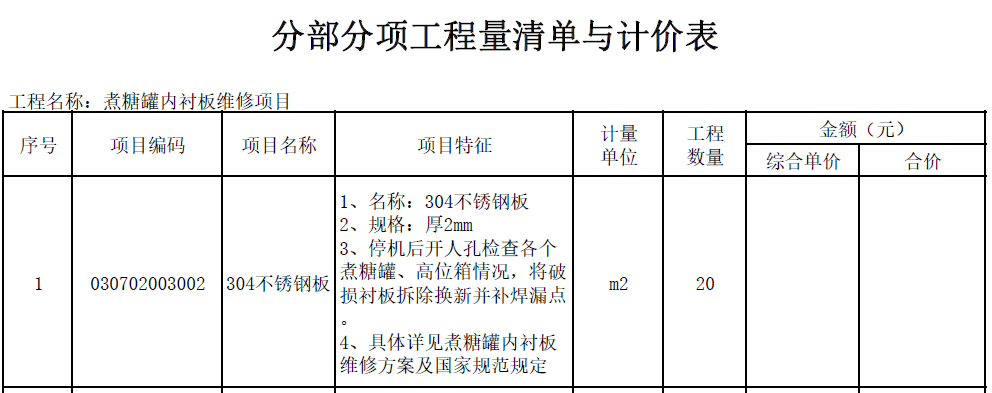 分部分项工程量清单与计价表
工程名称：煮糖罐内衬板维修项目
序号 项目编码 项目名称 项目特征 计量单位 工程数量 金额（元）
综合单价 合价
1 030702003002 304不锈钢板
1、名称：304不锈钢板
2、规格：厚2mm
3、停机后开人孔检查各个
煮糖罐、高位箱情况，将破
损衬板拆除换新并补焊漏点
。
4、具体详见煮糖罐内衬板
维修方案及国家规范规定
m2 20